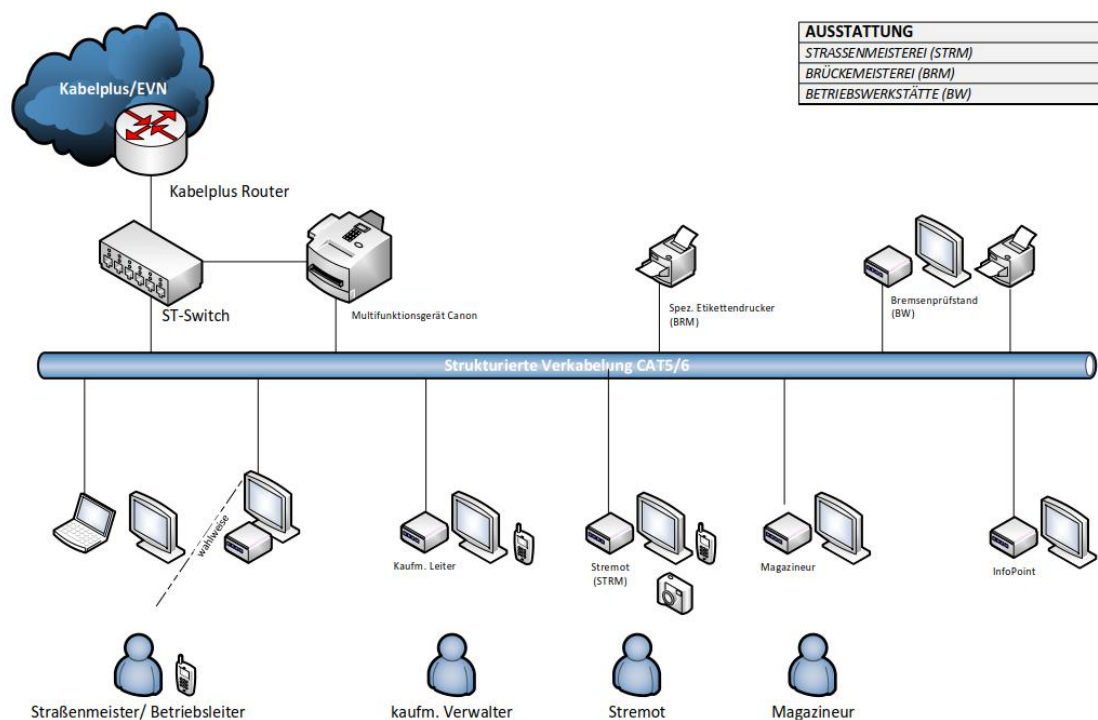 AUSSTATTUNG
STRASSENMEISTEREI (STRM)
BRÜCKEMEISTEREI (BRM)
BETRIEBSWERKSTÄTTE (BW)
Kabelplus/EVN
Kabelplus Router
ST-Switch
Multifunktionsgerät Canon
Spez. Etikettendrucker
(BRM)
Bremsenprüfstand
(BW)
Strukturierte Verkabelung CAT5/6
wahlweise
Kaufm. Leiter
Stremot
(STRM)
Magazineur
InfoPoint
Straßenmeister/ Betriebsleiter
kaufm. Verwalter
Stremot
Magazineur